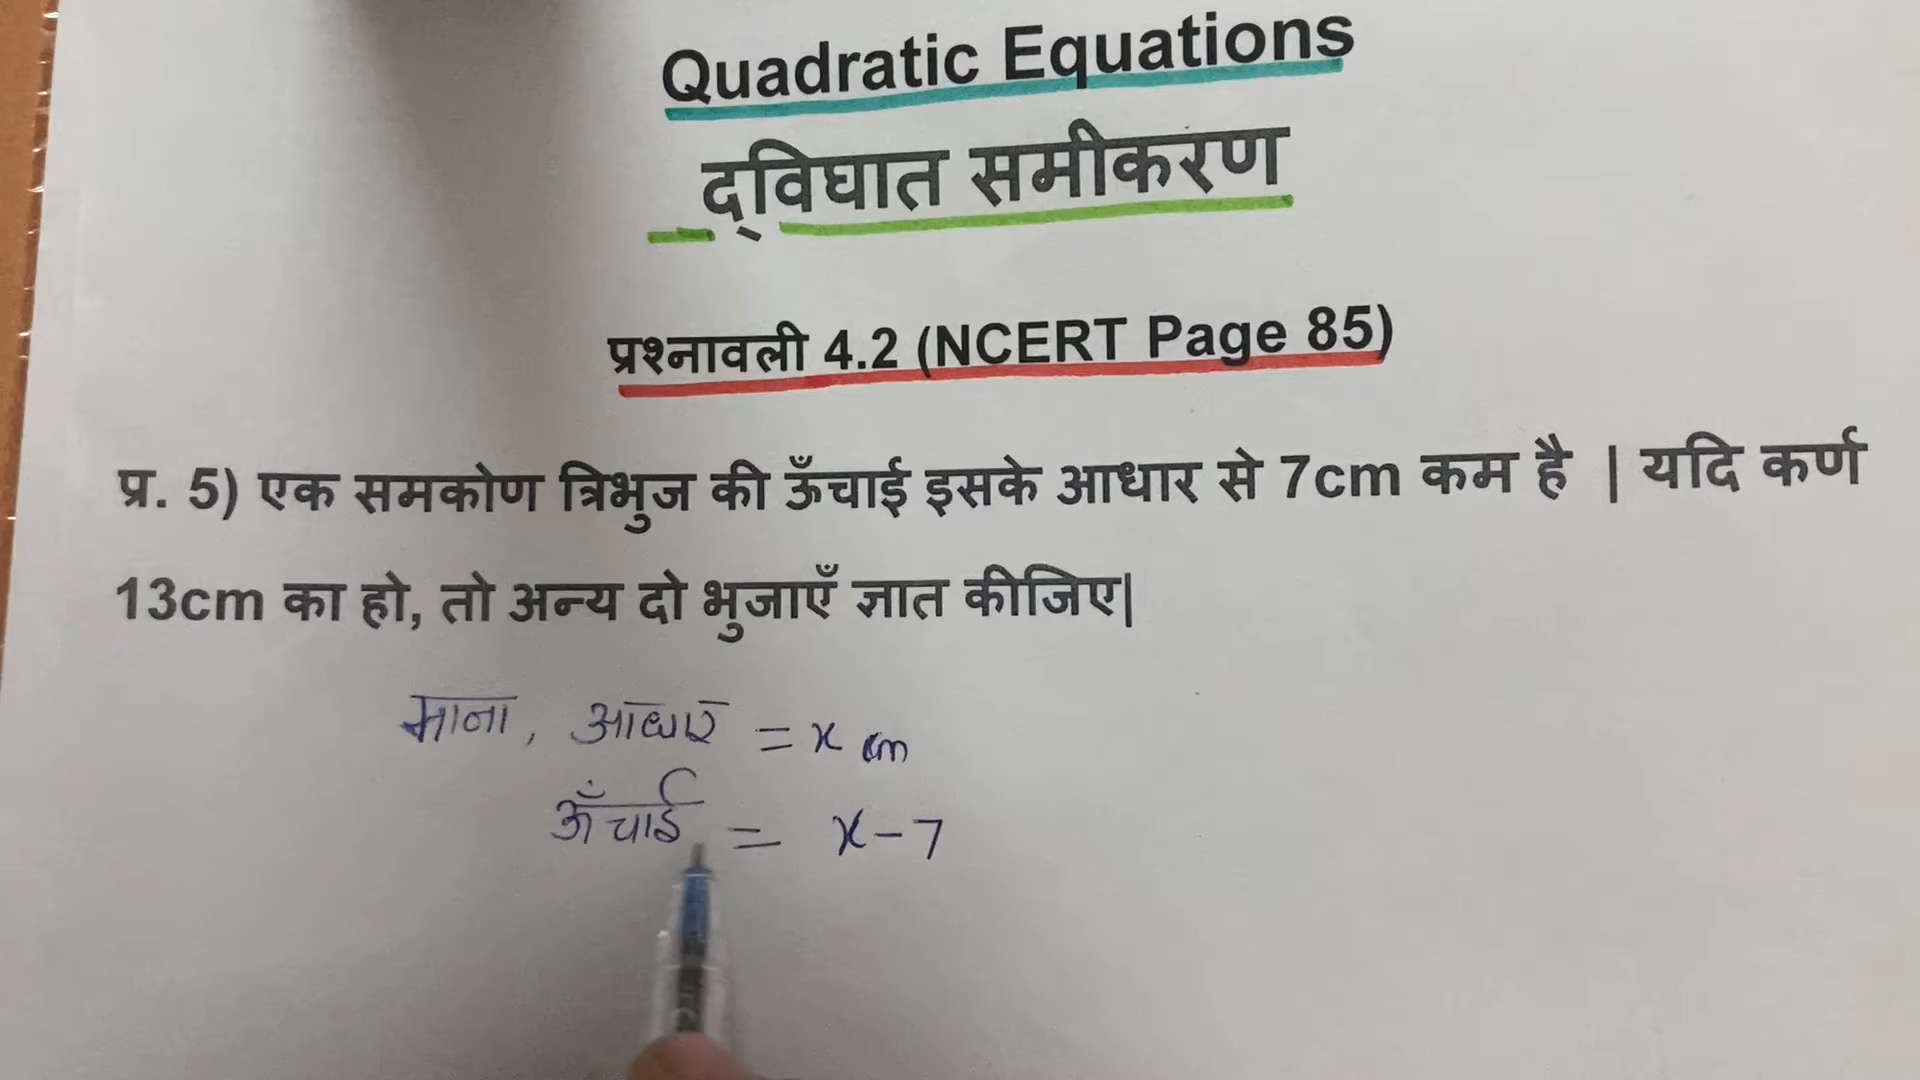 Quadratic Equations
द्विघात समीकरण
प्रश्नावली 4.2 (NCERT Page 85)
प्र. 5) एक समकोण त्रिभुज की ऊँचाई इसके आधार से 7cm कम है | यदि कर्ण
13cm का हो, तो अन्य दो भुजाएँ ज्ञात कीजिए|
माना, आधार = x cm
ऊँचाई = x - 7